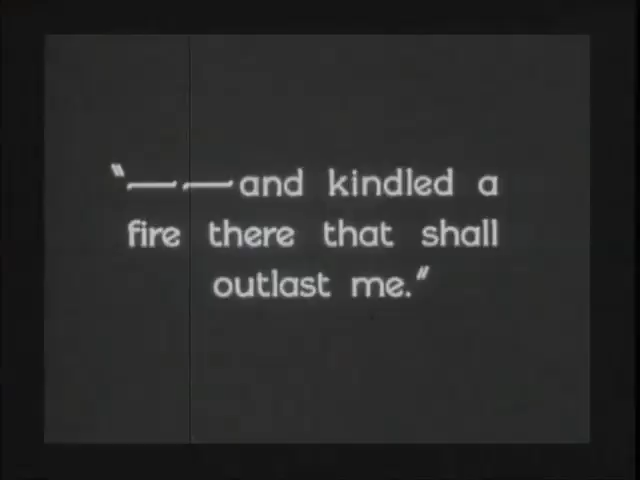 "— —and kindled a
fire there that shall
outlast me."